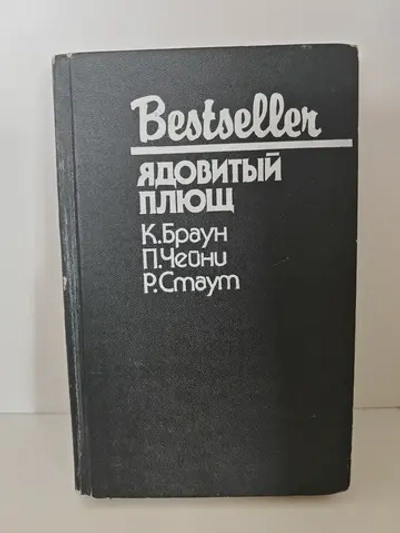 Bestseller
ЯДОВИТЫЙ
ПЛЮЩ
К.Браун
П.Чейни
Р.Стаут